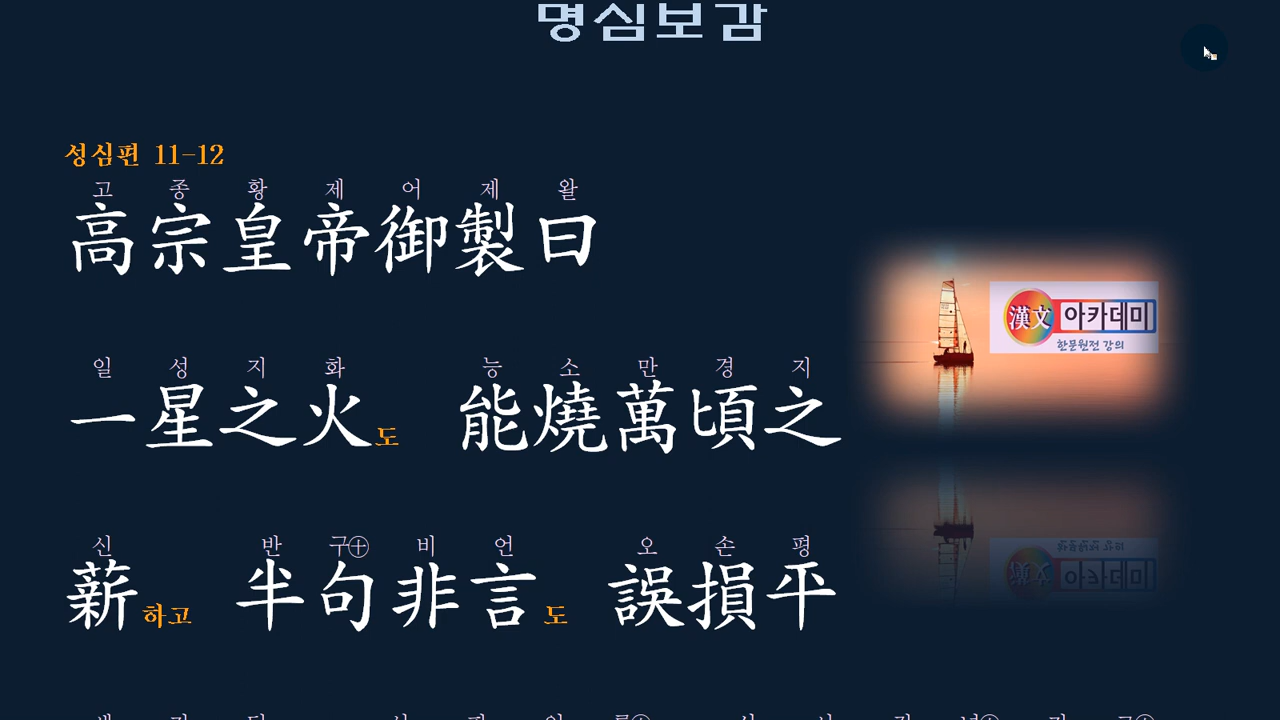 명심보감
성심편 11-12
고 종 황 제 어 제 왈
高宗皇帝御製曰
일 성 지 화 능 소 만 경 지
一星之火도 能燒萬頃之
신 반 구㊉ 비 언 오 손 평
薪하고 半句非言도 誤損平
漢文 아카데미
한문원전 강의